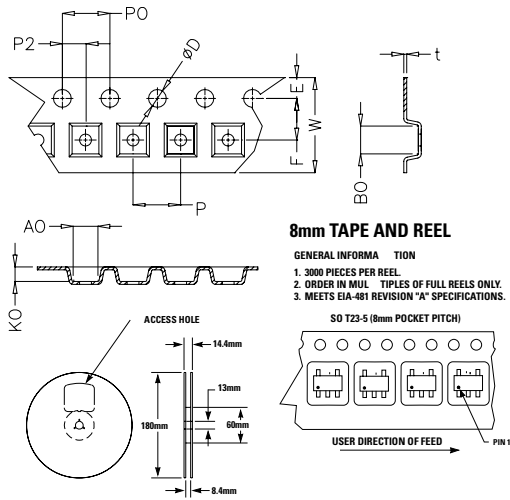 P0
P2
øD
t
E
W
F
B0
P
A0
K0
8mm TAPE AND REEL
GENERAL INFORMA TION
1. 3000 PIECES PER REEL.
2. ORDER IN MUL TIPLES OF FULL REELS ONLY.
3. MEETS EIA-481 REVISION "A" SPECIFICATIONS.
SO T23-5 (8mm POCKET PITCH)
ACCESS HOLE
14.4mm
13mm
180mm
60mm
8.4mm
USER DIRECTION OF FEED
PIN 1